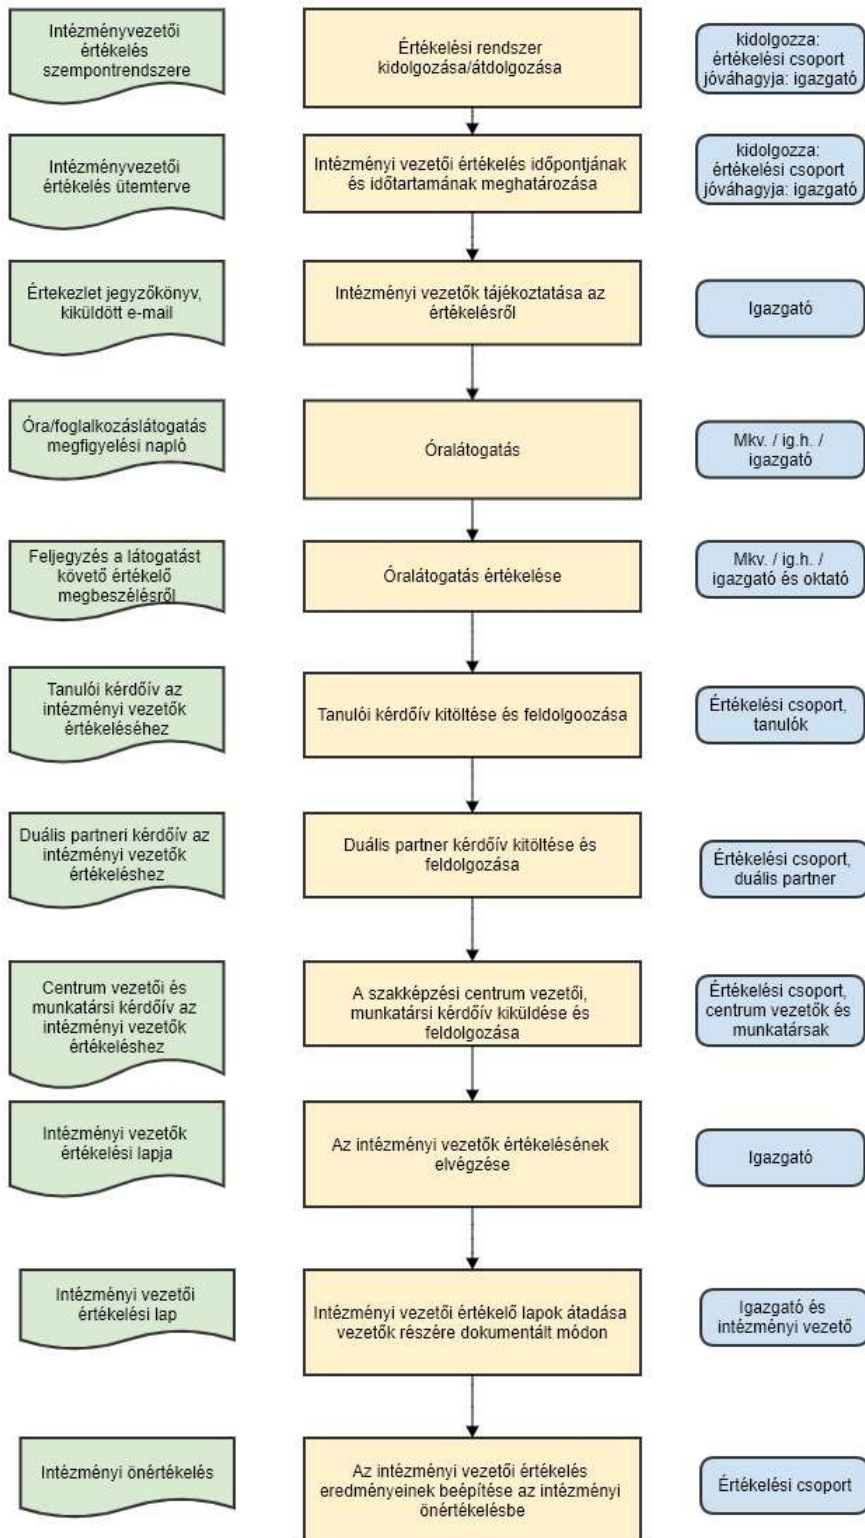 Intézményvezetői
értékelés
szempontrendszere
Értékelési rendszer
kidolgozása/átdolgozása
kidolgozza:
értékelési csoport
jóváhagyja: igazgató
Intézményvezetői
értékelés ütemterve
Intézményi vezetői értékelés időpontjának
és időtartamának meghatározása
kidolgozza:
értékelési csoport
jóváhagyja: igazgató
Értekezlet jegyzőkönyv,
kiküldött e-mail
Intézményi vezetők tájékoztatása az
értékelésről
Igazgató
Óra/foglalkozáslátogatás
megfigyelési napló
Óralátogatás
Mkv. / ig.h. /
igazgató
Feljegyzés a látogatást
követő értékelő
megbeszélésről
Óralátogatás értékelése
Mkv. / ig.h. /
igazgató és oktató
Tanulói kérdőív az
intézményi vezetők
értékeléséhez
Tanulói kérdőív kitöltése és feldolgoozása
Értékelési csoport,
tanulók
Duális partneri kérdőív az
intézményi vezetők
értékeléshez
Duális partner kérdőív kitöltése és
feldolgozása
Értékelési csoport,
duális partner
Centrum vezetői és
munkatársi kérdőív az
intézményi vezetők
értékeléshez
A szakképzési centrum vezetői,
munkatársi kérdőív kiküldése és
feldolgozása
Értékelési csoport,
centrum vezetők és
munkatársak
Intézményi vezetők
értékelési lapja
Az intézményi vezetők értékelésének
elvégzése
Igazgató
Intézményi vezetői
értékelési lap
Intézményi vezetői értékelő lapok átadása
vezetők részére dokumentált módon
Igazgató és
intézményi vezető
Intézményi önértékelés
Az intézményi vezetői értékelés
eredményeinek beépítése az intézményi
önértékelésbe
Értékelési csoport